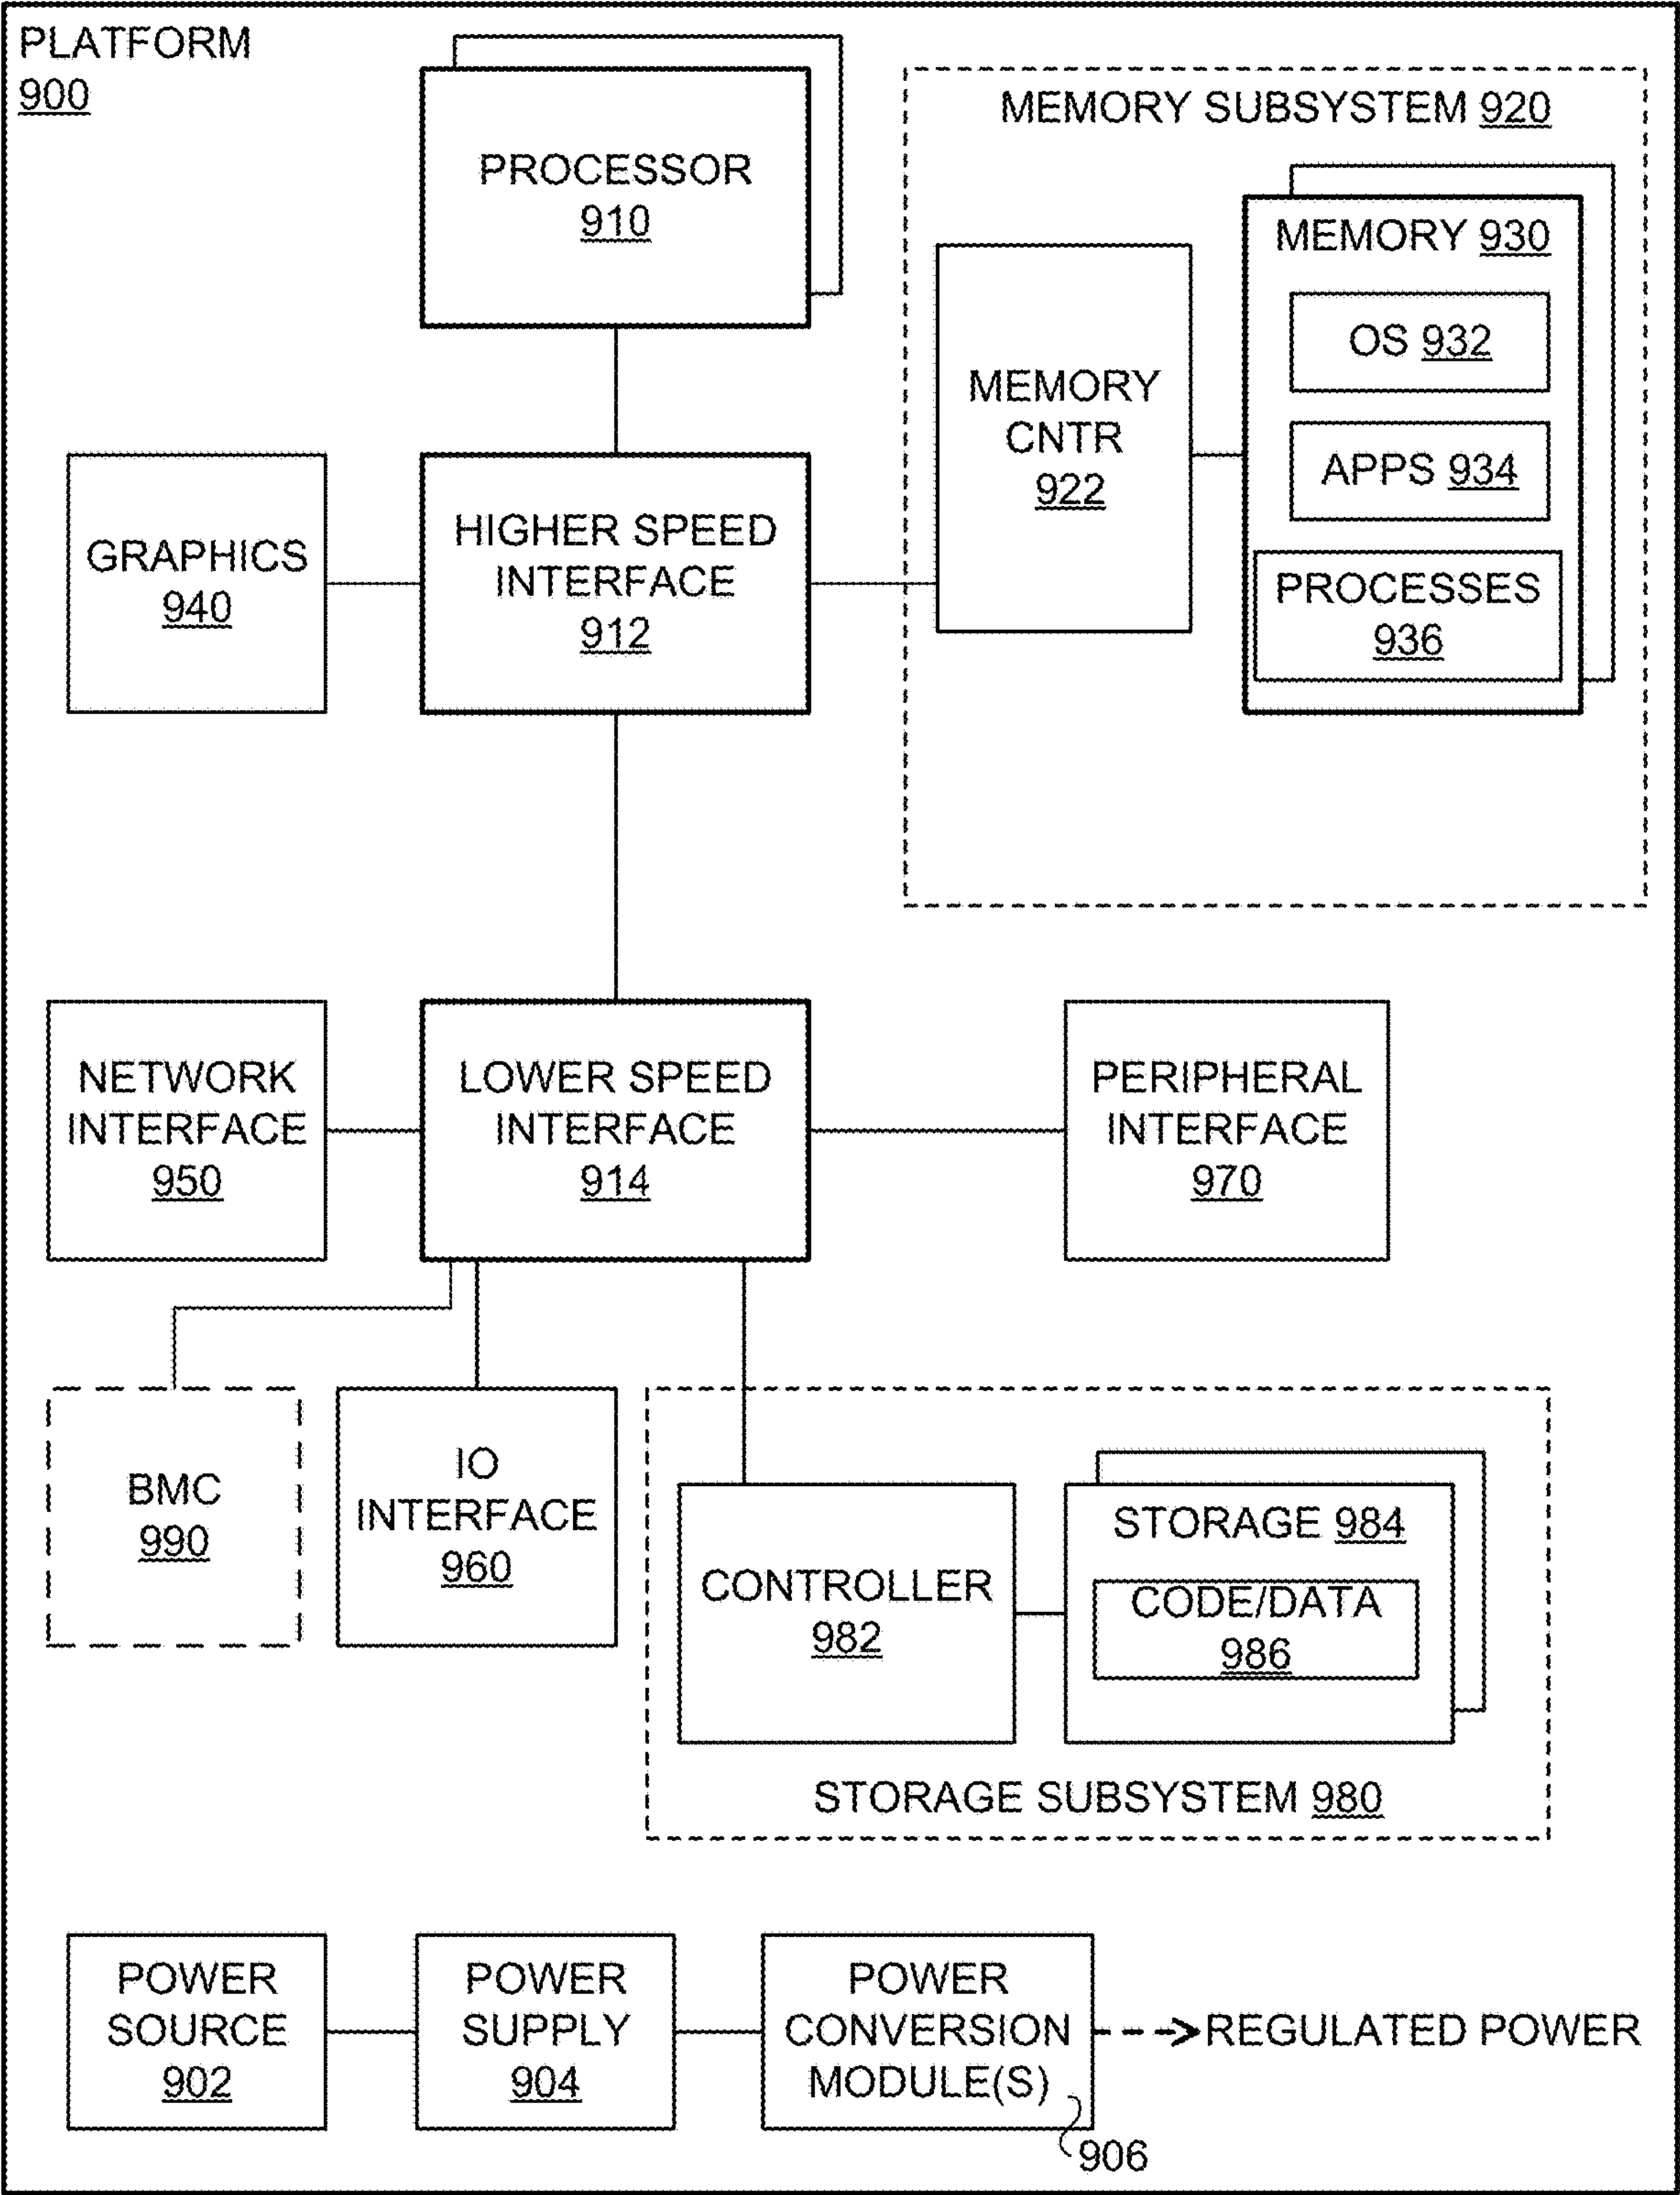 PLATFORM
900
PROCESSOR
910
MEMORY SUBSYSTEM 920
MEMORY 930
OS 932
APPS 934
PROCESSES
936
MEMORY
CNTR
922
GRAPHICS
940
HIGHER SPEED
INTERFACE
912
NETWORK
INTERFACE
950
LOWER SPEED
INTERFACE
914
PERIPHERAL
INTERFACE
970
BMC
990
IO
INTERFACE
960
CONTROLLER
982
STORAGE 984
CODE/DATA
986
STORAGE SUBSYSTEM 980
POWER
SOURCE
902
POWER
SUPPLY
904
POWER
CONVERSION
MODULE(S)
906
REGULATED POWER